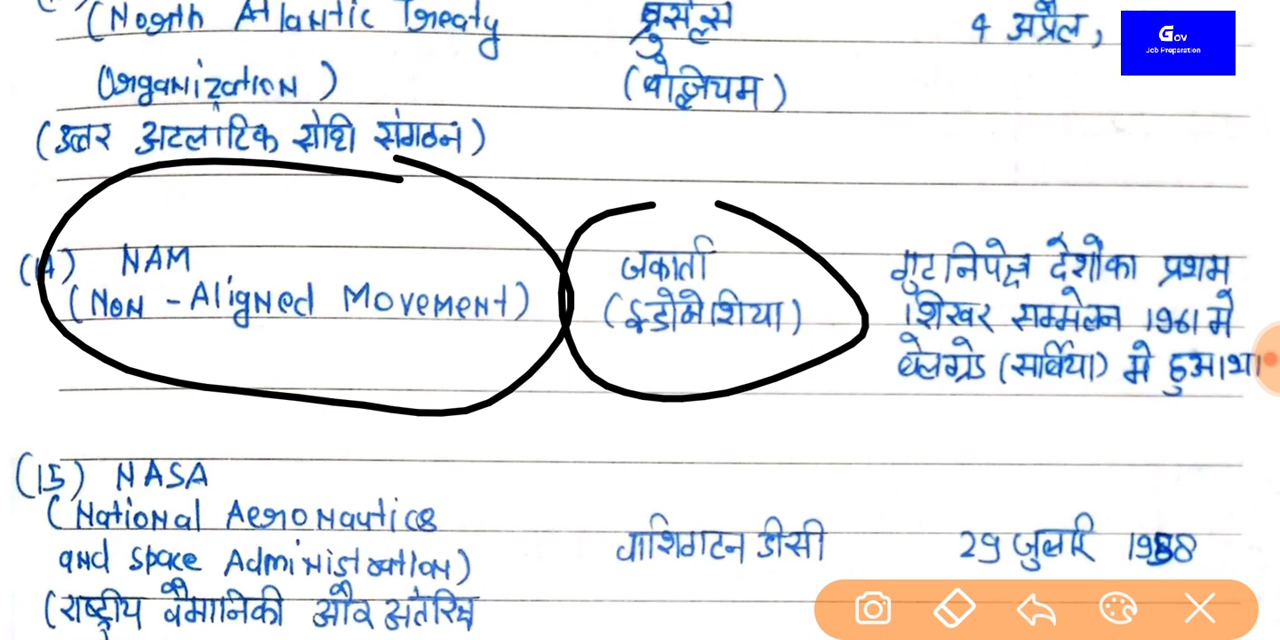 (North Atlantic Treaty
Organization)
(उत्तर अटलांटिक संधि संगठन)
ब्रुसेल्स
(बेल्जियम)
4 अप्रैल,
Gov
Job Preparation
(14) NAM
(Non-Aligned Movement)
जकार्ता
(इंडोनेशिया)
गुटनिपेक्ष देशोका प्रथम
शिखर सम्मेलन 1961 मे
बेलग्रेड (सर्बिया) मे हुआ था
(15) NASA
(National Aeronautics
and Space Administration)
(राष्ट्रीय वैमानिकी और अंतरिक्ष
वाशिंगटन डीसी
29 जुलाई 1958